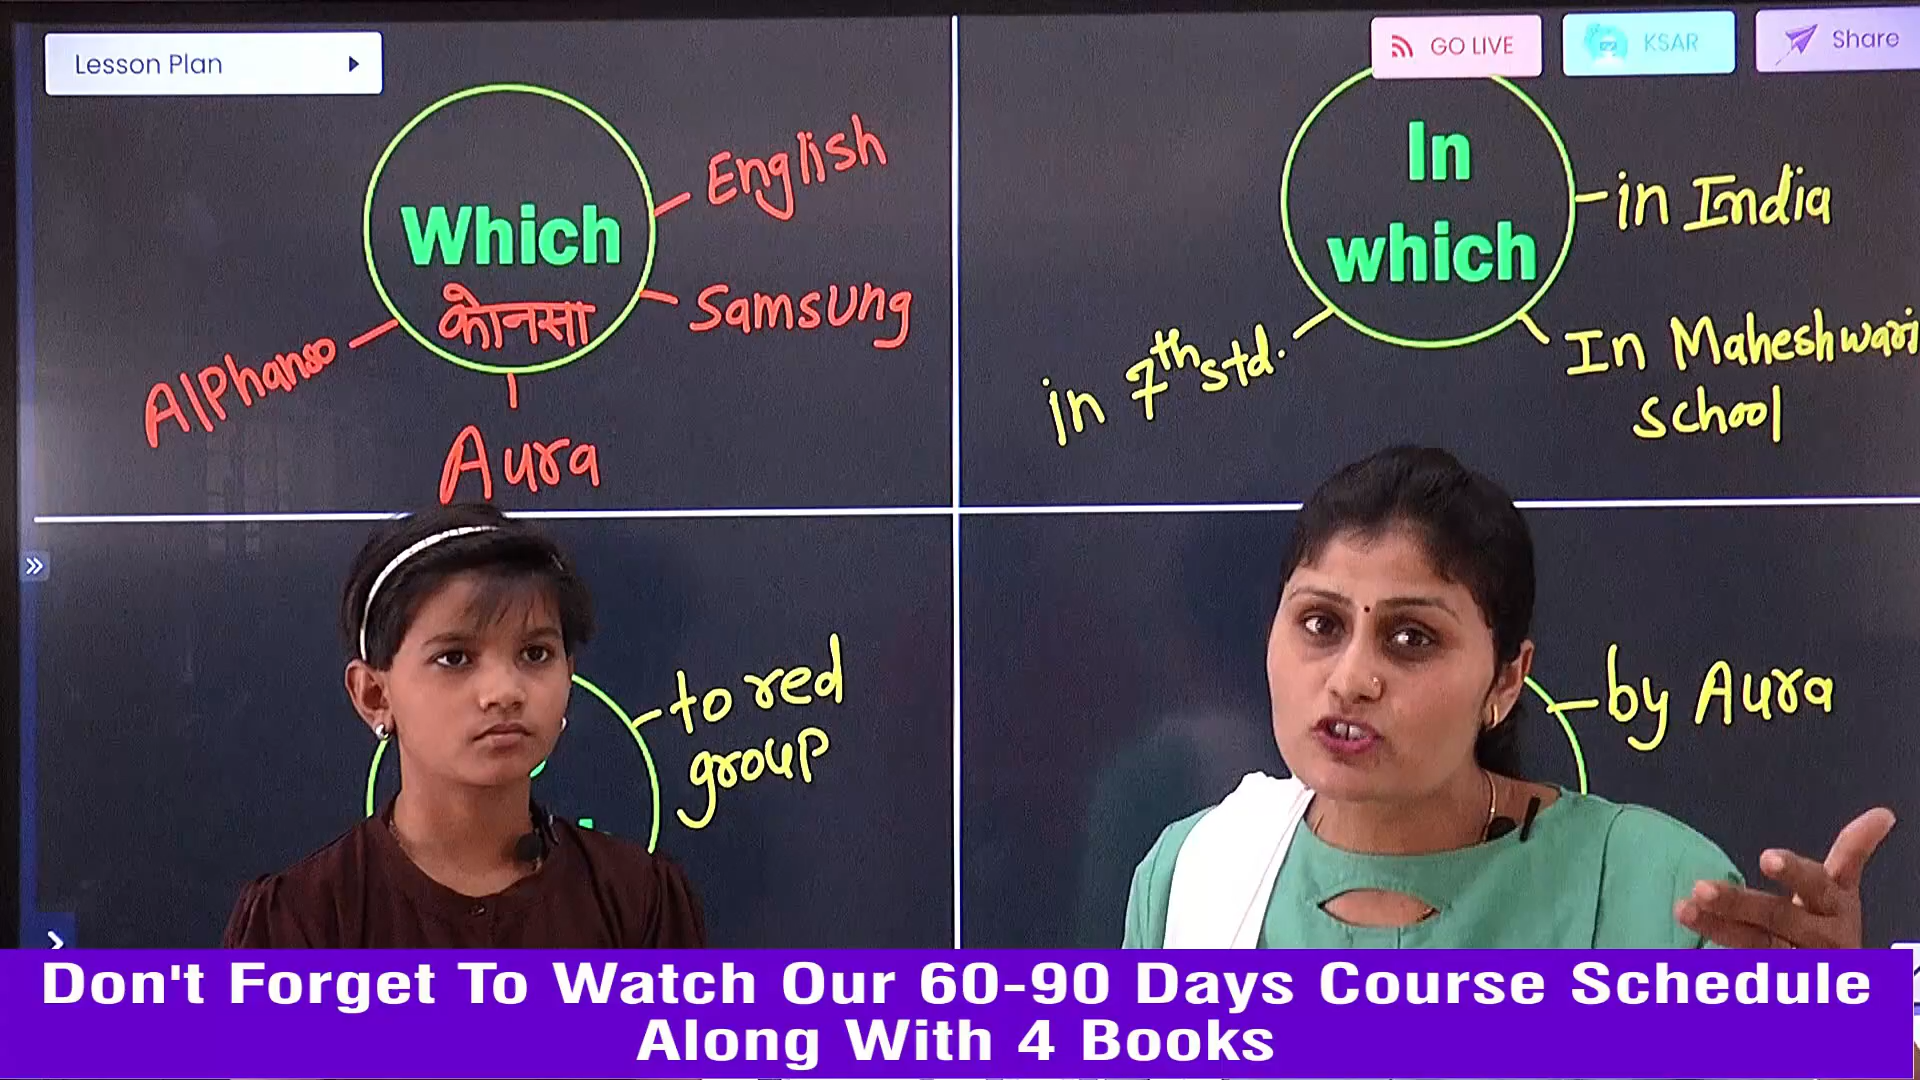 Lesson Plan
GO LIVE
KSAR
Share
Which
कोनसा
English
Samsung
Alphanso
Aura
In
which
in India
In Maheshwari
school
in 7th std.
to red
group
by Aura
Don't Forget To Watch Our 60-90 Days Course Schedule
Along With 4 Books